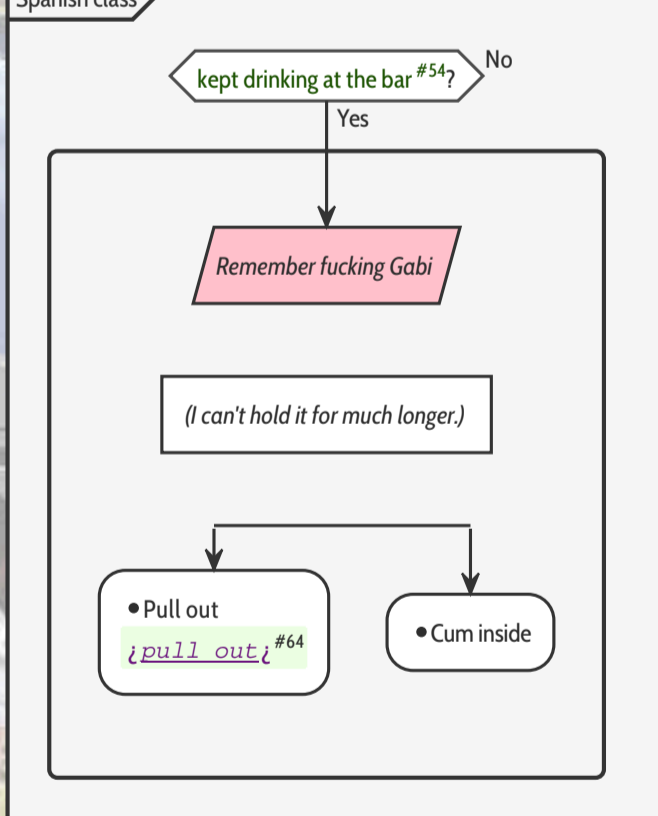 Spanish class
kept drinking at the bar #54?
No
Yes
Remember fucking Gabi
(I can't hold it for much longer.)
•Pull out
¿pull out¿#64
•Cum inside